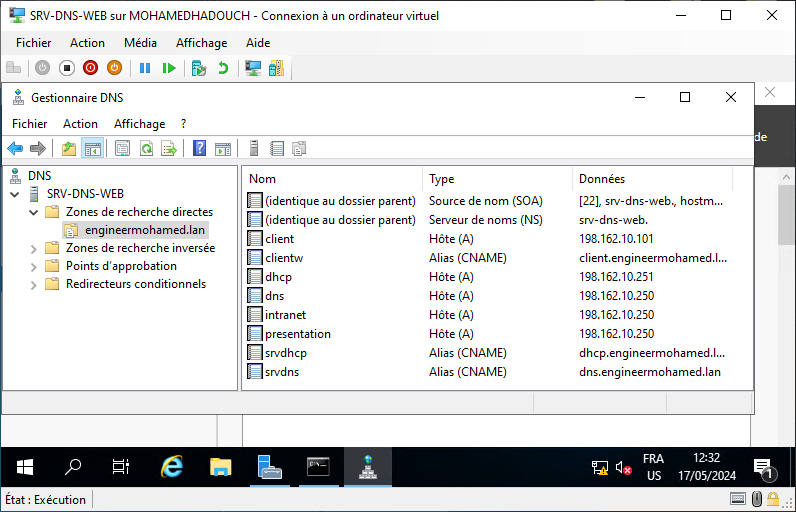 SRV-DNS-WEB sur MOHAMEDHADOUCH - Connexion à un ordinateur virtuel
Fichier Action Média Affichage Aide
Gestionnaire DNS
Fichier Action Affichage ?
de
DNS
SRV-DNS-WEB
Zones de recherche directes
engineermohamed.lan
Zones de recherche inversée
Points d'approbation
Redirecteurs conditionnels
Nom Type Données
(identique au dossier parent) Source de nom (SOA) [22], srv-dns-web., hostm...
(identique au dossier parent) Serveur de noms (NS) srv-dns-web.
client Hôte (A) 198.162.10.101
clientw Alias (CNAME) client.engineermohamed.l...
dhcp Hôte (A) 198.162.10.251
dns Hôte (A) 198.162.10.250
intranet Hôte (A) 198.162.10.250
presentation Hôte (A) 198.162.10.250
srvdhcp Alias (CNAME) dhcp.engineermohamed.l...
srvdns Alias (CNAME) dns.engineermohamed.lan
FRA
US
12:32
17/05/2024
1
État : Exécution